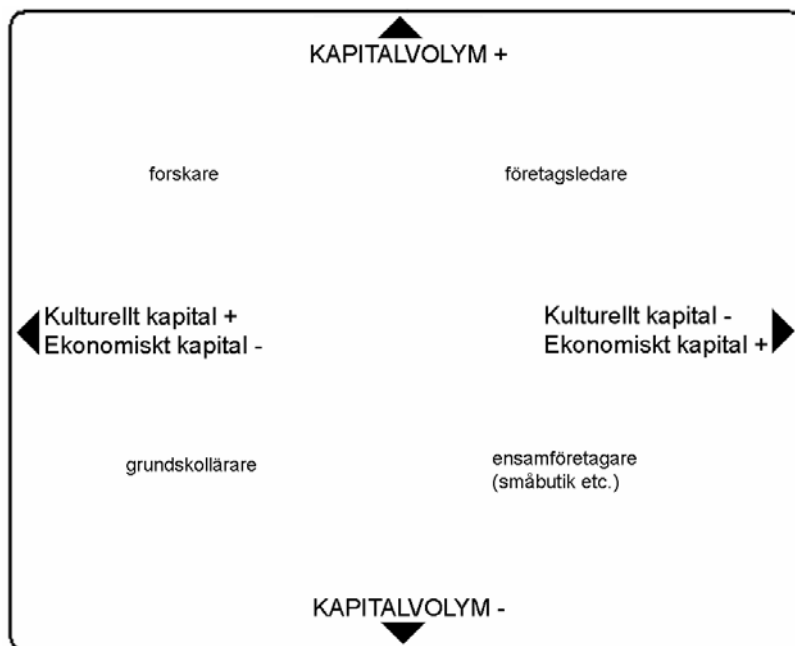 KAPITALVOLYM +
forskare
företagsledare
Kulturellt kapital +
Ekonomiskt kapital -
Kulturellt kapital -
Ekonomiskt kapital +
grundskollärare
ensamföretagare
(småbutik etc.)
KAPITALVOLYM -